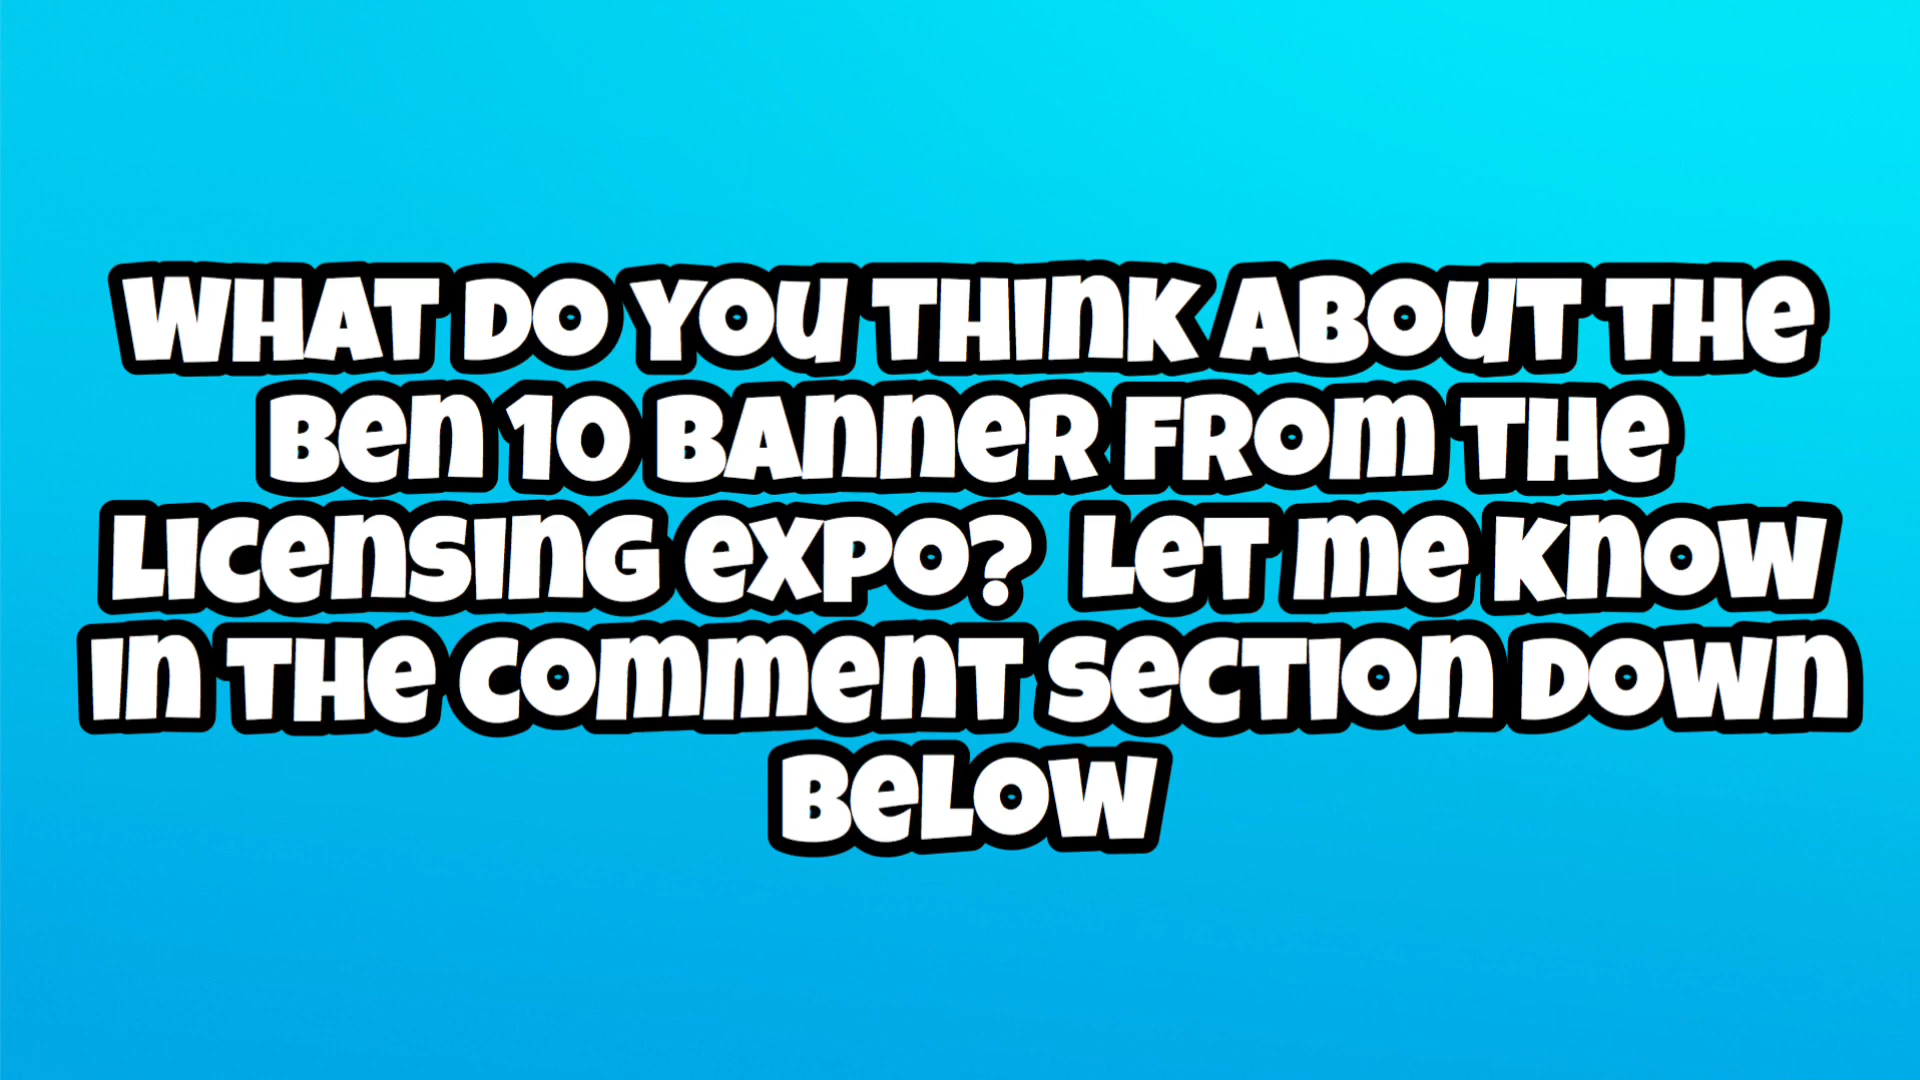 What do you think about the
Ben 10 banner from the
Licensing Expo?  Let me know
in the comment section down
below